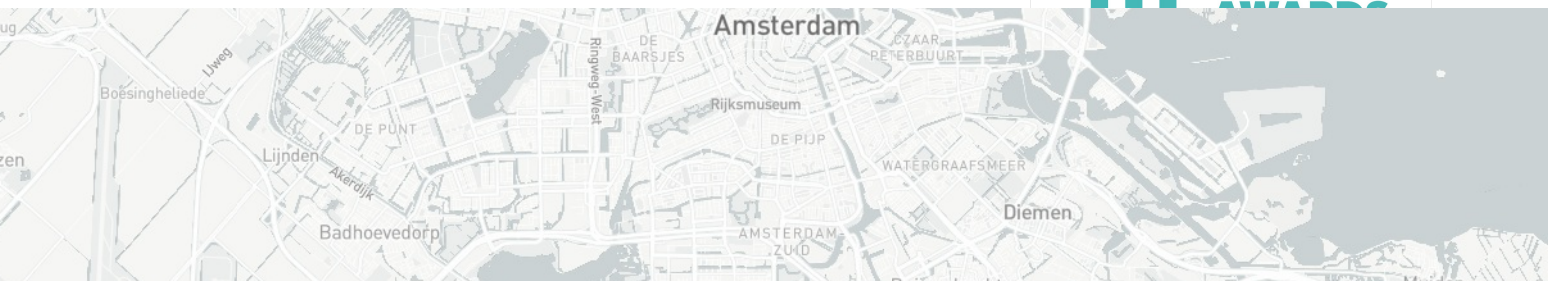 AWARDS
Amsterdam
DE
BAARSJES
CZAAR
PETERBUURT
IJweg
Ringweg-West
Boesingheliede
Rijksmuseum
DE PUNT
DE PIJP
Lijnden
Akerdijk
WATERGRAAFSMEER
Diemen
Badhoevedorp
AMSTERDAM-
ZUID